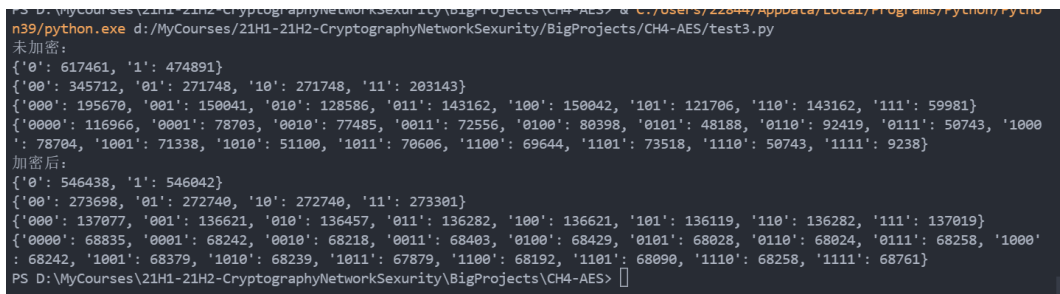 PS D:\MyCourses\21H1-21H2-CryptographyNetworkSexurity\BigProjects\CH4-AES> & C:/Users/22844/AppData/Local/Programs/Python/Pytho
n39/python.exe d:/MyCourses/21H1-21H2-CryptographyNetworkSexurity/BigProjects/CH4-AES/test3.py
未加密:
{'0': 617461, '1': 474891}
{'00': 345712, '01': 271748, '10': 271748, '11': 203143}
{'000': 195670, '001': 150041, '010': 128586, '011': 143162, '100': 150042, '101': 121706, '110': 143162, '111': 59981}
{'0000': 116966, '0001': 78703, '0010': 77485, '0011': 72556, '0100': 80398, '0101': 48188, '0110': 92419, '0111': 50743, '1000
': 78704, '1001': 71338, '1010': 51100, '1011': 70606, '1100': 69644, '1101': 73518, '1110': 50743, '1111': 9238}
加密后:
{'0': 546438, '1': 546042}
{'00': 273698, '01': 272740, '10': 272740, '11': 273301}
{'000': 137077, '001': 136621, '010': 136457, '011': 136282, '100': 136621, '101': 136119, '110': 136282, '111': 137019}
{'0000': 68835, '0001': 68242, '0010': 68218, '0011': 68403, '0100': 68429, '0101': 68028, '0110': 68024, '0111': 68258, '1000'
: 68242, '1001': 68379, '1010': 68239, '1011': 67879, '1100': 68192, '1101': 68090, '1110': 68258, '1111': 68761}
PS D:\MyCourses\21H1-21H2-CryptographyNetworkSexurity\BigProjects\CH4-AES>